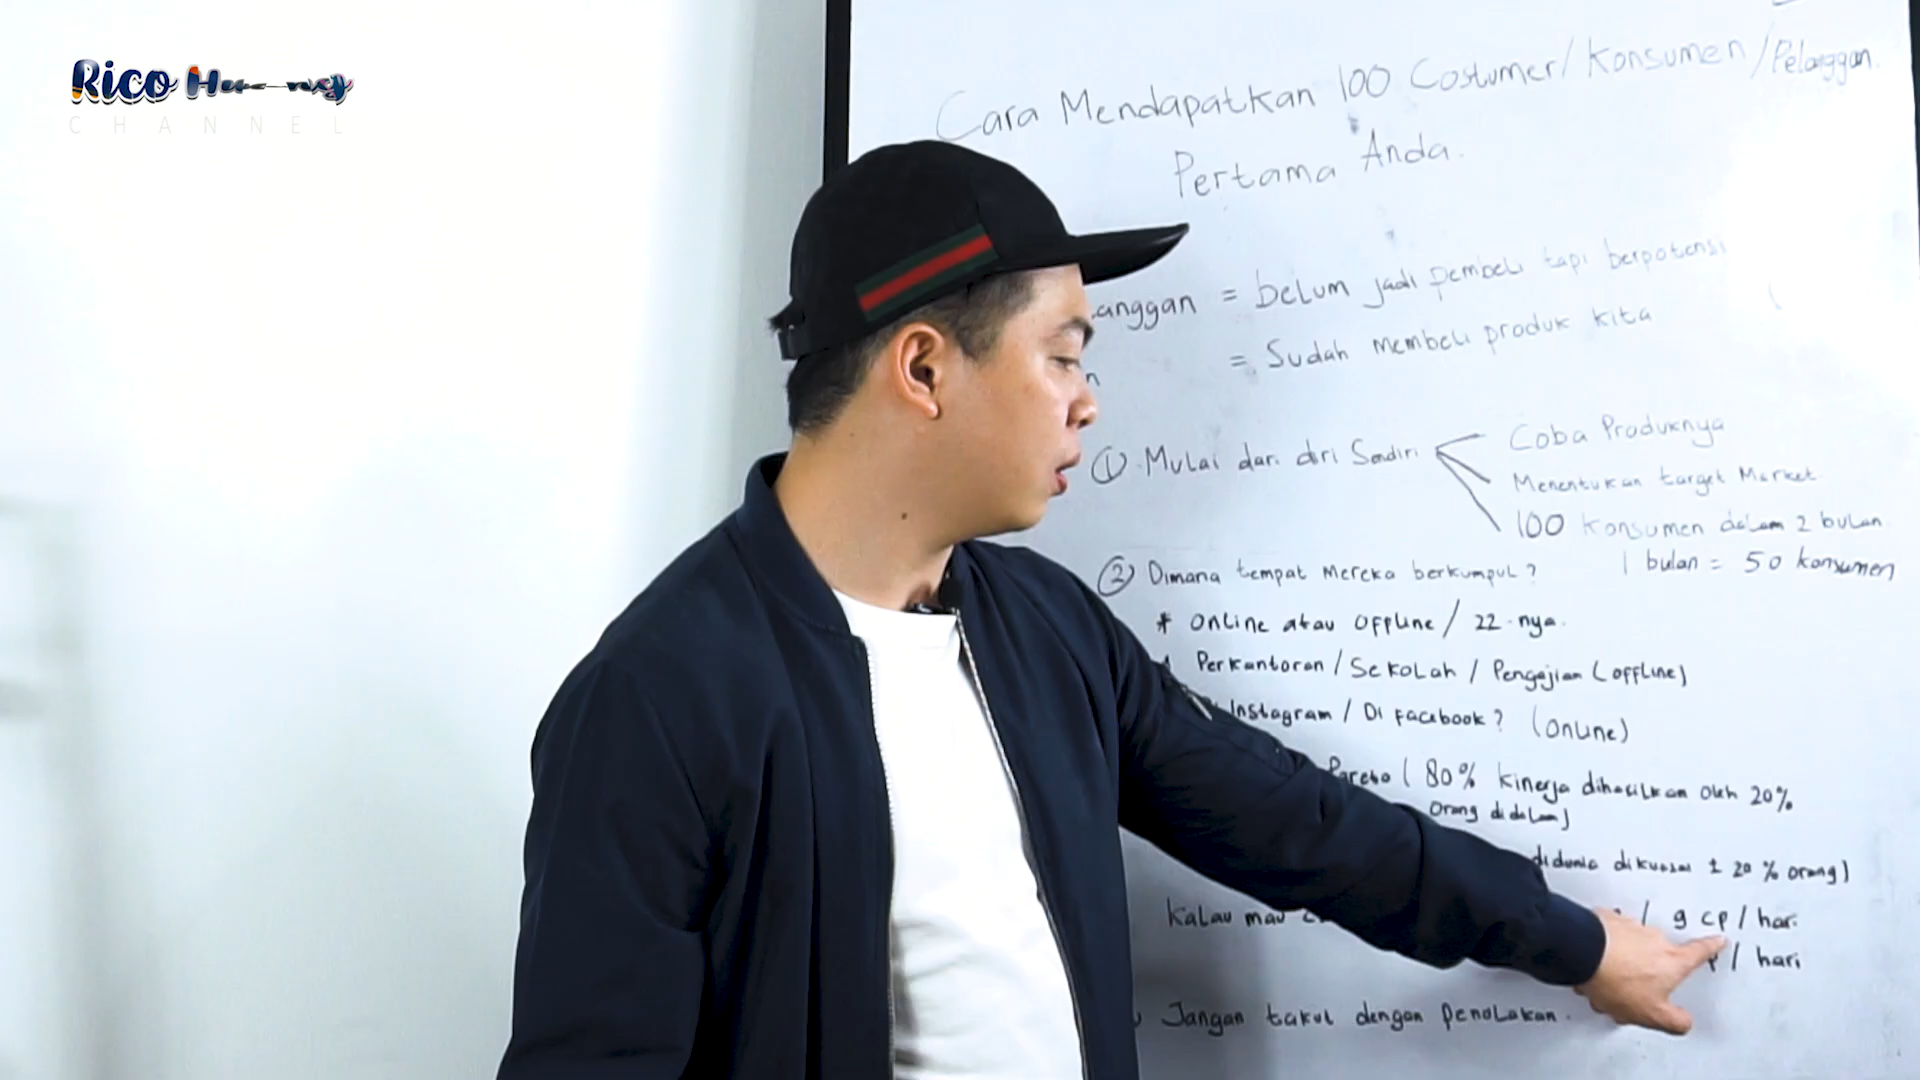 Rico Huang
CHANNEL
Cara Mendapatkan 100 Costumer/Konsumen/Pelanggan
Pertama Anda.
anggan = belum jadi pembeli tapi berpotensi
n = Sudah Membeli produk kita
① Mulai dari diri Sendiri
Coba Produknya
Menentukan target Market
100 konsumen dalam 2 bulan
1 bulan = 50 konsumen
② Dimana tempat Mereka berkumpul?
* Online atau Offline / 22-nya.
Perkantoran / Sekolah / Pengajian (offline)
Instagram / Di Facebook? (Online)
Pareto (80% kinerja dihasilkan oleh 20%
Orang didalam)
didunia dikuasai ± 20% orang)
Kalau mau / 9 cp / hari
/ hari
Jangan takut dengan penolakan.